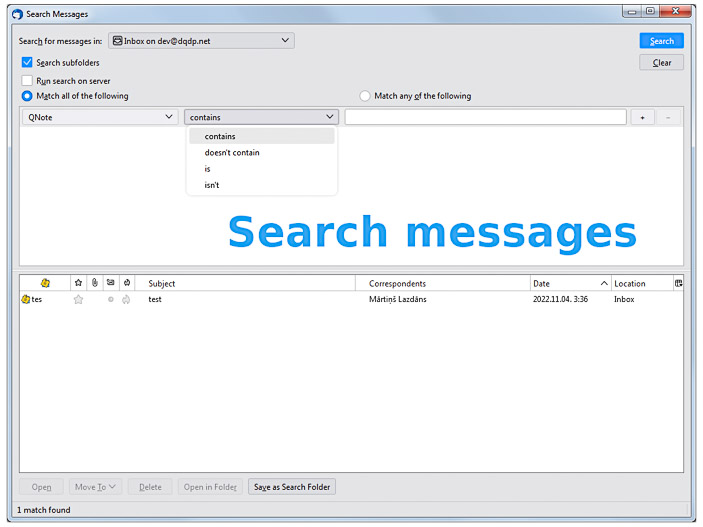 Search Messages
Search for messages in: Inbox on dev@dqdp.net Search
Search subfolders Clear
Run search on server
Match all of the following Match any of the following
QNote contains + -
contains
doesn't contain
is
isn't
Search messages
Subject Correspondents Date Location
tes test Mārtiņš Lazdāns 2022.11.04. 3:36 Inbox
Open Move To Delete Open in Folder Save as Search Folder
1 match found